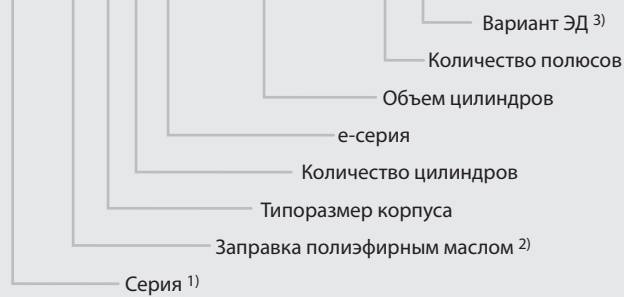 Вариант ЭД 3)
Количество полюсов
Объем цилиндров
е-серия
Количество цилиндров
Типоразмер корпуса
Заправка полиэфирным маслом 2)
Серия 1)